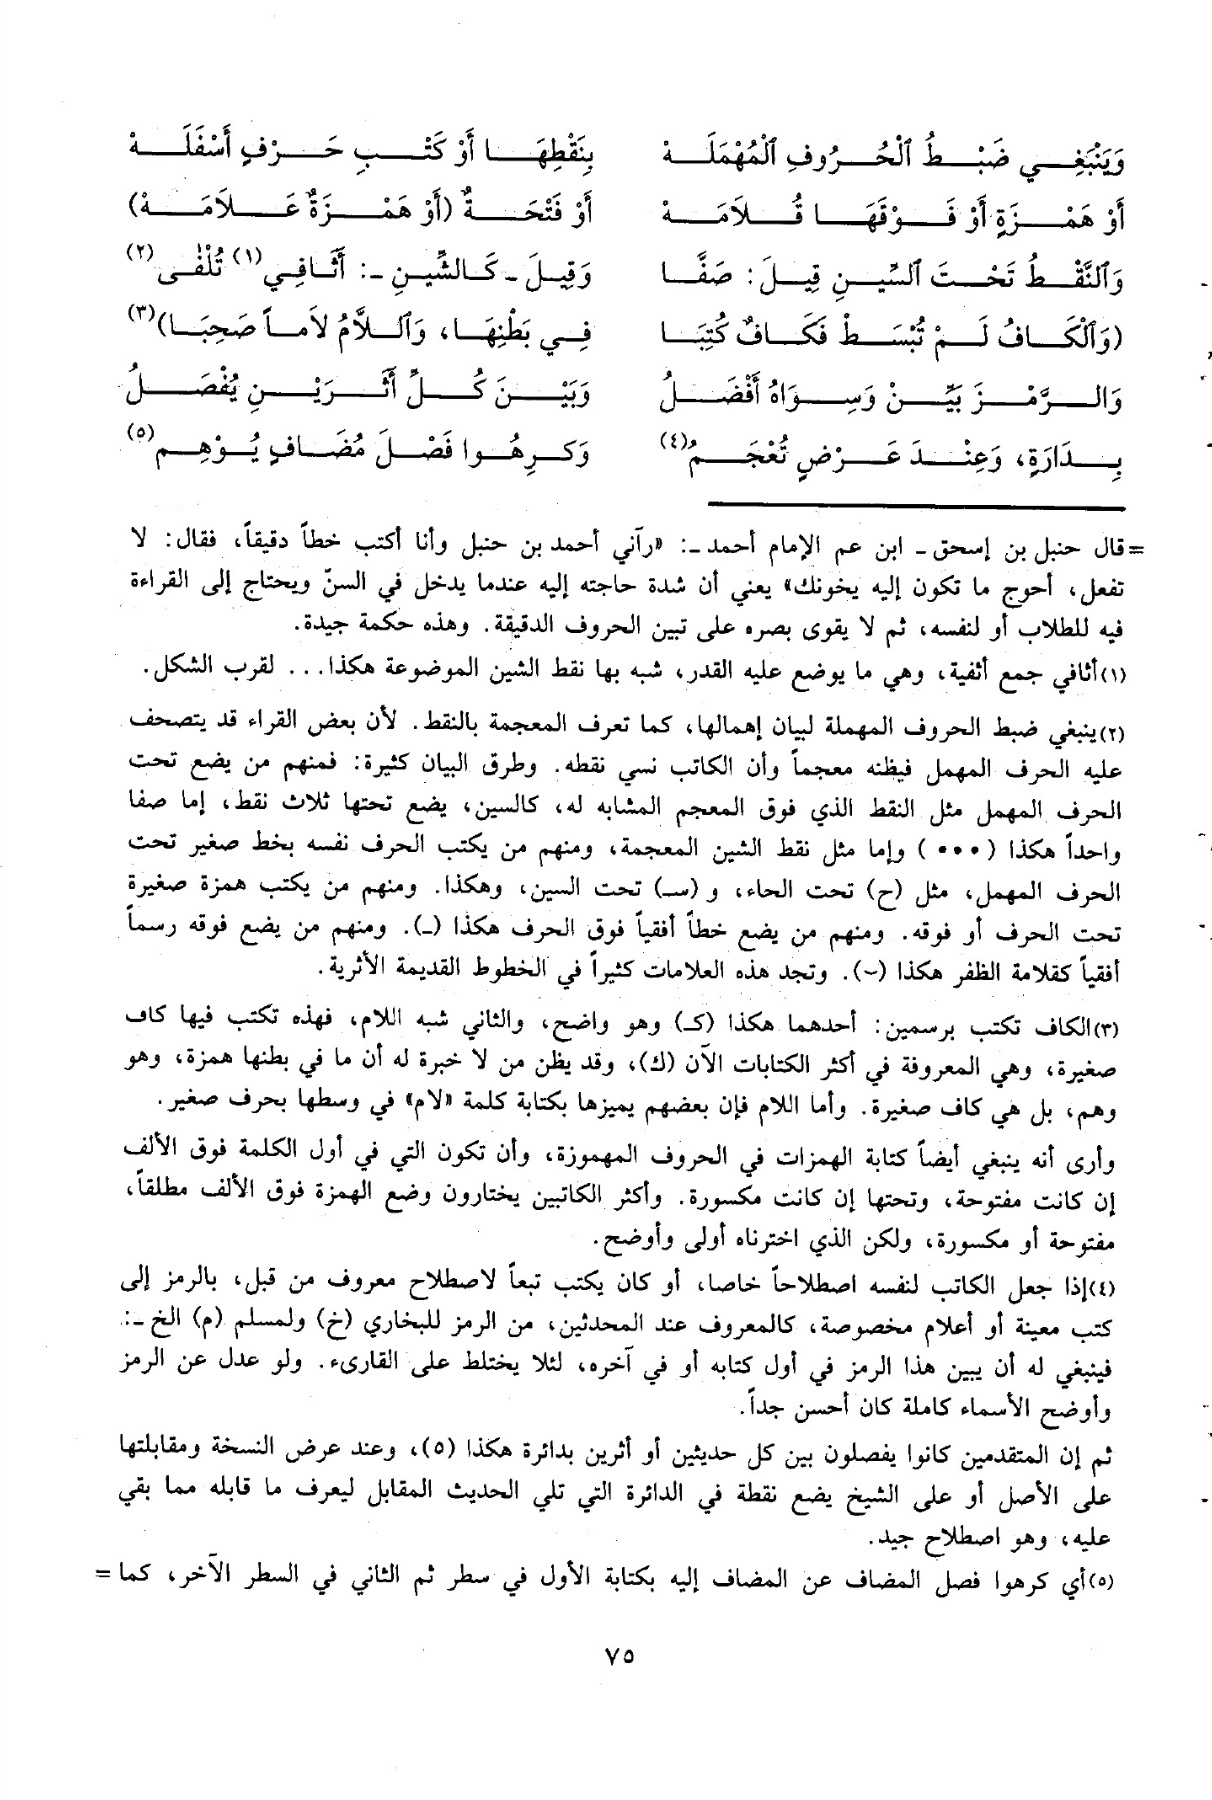 وَيَنْبَغِي ضَبْطُ ٱلْحُرُوفِ ٱلْمُهْمَلَهْ بِنَقْطِهَا أَوْ كَتْبِ حَرْفٍ أَسْفَلَهْ
أَوْ هَمْزَةٍ أَوْ فَوْقَهَا قُلَامَهْ أَوْ فَتْحَةٌ (أَوْ هَمْزَةٌ عَلَامَهْ)
وَٱلنَّقْطُ تَحْتَ ٱلسِّينِ قِيلَ: صَفَّا وَقِيلَ - كَالشِّينِ -: أَثَافِي(١) تُلْفَى(٢)
(وَٱلْكَافُ لَمْ تُبْسَطْ فَكَافٌ كُتِبَا فِي بَطْنِهَا، وَٱللَّامُ لَاماً صَحِبَا)(٣)
وَالرَّمْزَ بَيِّنْ وَسِوَاهُ أَفْضَلُ وَبَيْنَ كُلِّ أَثَرَيْنِ يُفْصَلُ
بِدَارَةٍ، وَعِنْدَ عَرْضٍ تُعْجَمُ(٤) وَكَرِهُوا فَصْلَ مُضَافٍ يُوْهِمُ(٥)
= قال حنبل بن إسحق - ابن عم الإمام أحمد -: «رآني أحمد بن حنبل وأنا أكتب خطاً دقيقاً، فقال: لا
تفعل، أحوج ما تكون إليه يخونك» يعني أن شدة حاجته إليه عندما يدخل في السنّ ويحتاج إلى القراءة
فيه للطلاب أو لنفسه، ثم لا يقوى بصره على تبين الحروف الدقيقة. وهذه حكمة جيدة.
(١) أثافي جمع أثفية، وهي ما يوضع عليه القدر، شبه بها نقط الشين الموضوعة هكذا... لقرب الشكل.
(٢) ينبغي ضبط الحروف المهملة لبيان إهمالها، كما تعرف المعجمة بالنقط. لأن بعض القراء قد يتصحف
عليه الحرف المهمل فيظنه معجماً وأن الكاتب نسي نقطه. وطرق البيان كثيرة: فمنهم من يضع تحت
الحرف المهمل مثل النقط الذي فوق المعجم المشابه له، كالسين، يضع تحتها ثلاث نقط، إما صفا
واحداً هكذا (•••) وإما مثل نقط الشين المعجمة، ومنهم من يكتب الحرف نفسه بخط صغير تحت
الحرف المهمل، مثل (ح) تحت الحاء، و (سـ) تحت السين، وهكذا. ومنهم من يكتب همزة صغيرة
تحت الحرف أو فوقه. ومنهم من يضع خطاً أفقياً فوق الحرف هكذا (-). ومنهم من يضع فوقه رسماً
أفقياً كقلامة الظفر هكذا (~). وتجد هذه العلامات كثيراً في الخطوط القديمة الأثرية.
(٣) الكاف تكتب برسمين: أحدهما هكذا (كـ) وهو واضح، والثاني شبه اللام، فهذه تكتب فيها كاف
صغيرة، وهي المعروفة في أكثر الكتابات الآن (ك)، وقد يظن من لا خبرة له أن ما في بطنها همزة، وهو
وهم، بل هي كاف صغيرة. وأما اللام فإن بعضهم يميزها بكتابة كلمة «لام» في وسطها بحرف صغير.
وأرى أنه ينبغي أيضاً كتابة الهمزات في الحروف المهموزة، وأن تكون التي في أول الكلمة فوق الألف
إن كانت مفتوحة، وتحتها إن كانت مكسورة. وأكثر الكاتبين يختارون وضع الهمزة فوق الألف مطلقاً،
مفتوحة أو مكسورة، ولكن الذي اخترناه أولى وأوضح.
(٤) إذا جعل الكاتب لنفسه اصطلاحاً خاصا، أو كان يكتب تبعاً لاصطلاح معروف من قبل، بالرمز إلى
كتب معينة أو أعلام مخصوصة، كالمعروف عند المحدثين، من الرمز للبخاري (خ) ولمسلم (م) الخ -:
فينبغي له أن يبين هذا الرمز في أول كتابه أو في آخره، لئلا يختلط على القارىء. ولو عدل عن الرمز
وأوضح الأسماء كاملة كان أحسن جداً.
ثم إن المتقدمين كانوا يفصلون بين كل حديثين أو أثرين بدائرة هكذا (٥)، وعند عرض النسخة ومقابلتها
على الأصل أو على الشيخ يضع نقطة في الدائرة التي تلي الحديث المقابل ليعرف ما قابله مما بقي
عليه، وهو اصطلاح جيد.
(٥) أي كرهوا فصل المضاف عن المضاف إليه بكتابة الأول في سطر ثم الثاني في السطر الآخر، كما =
٧٥